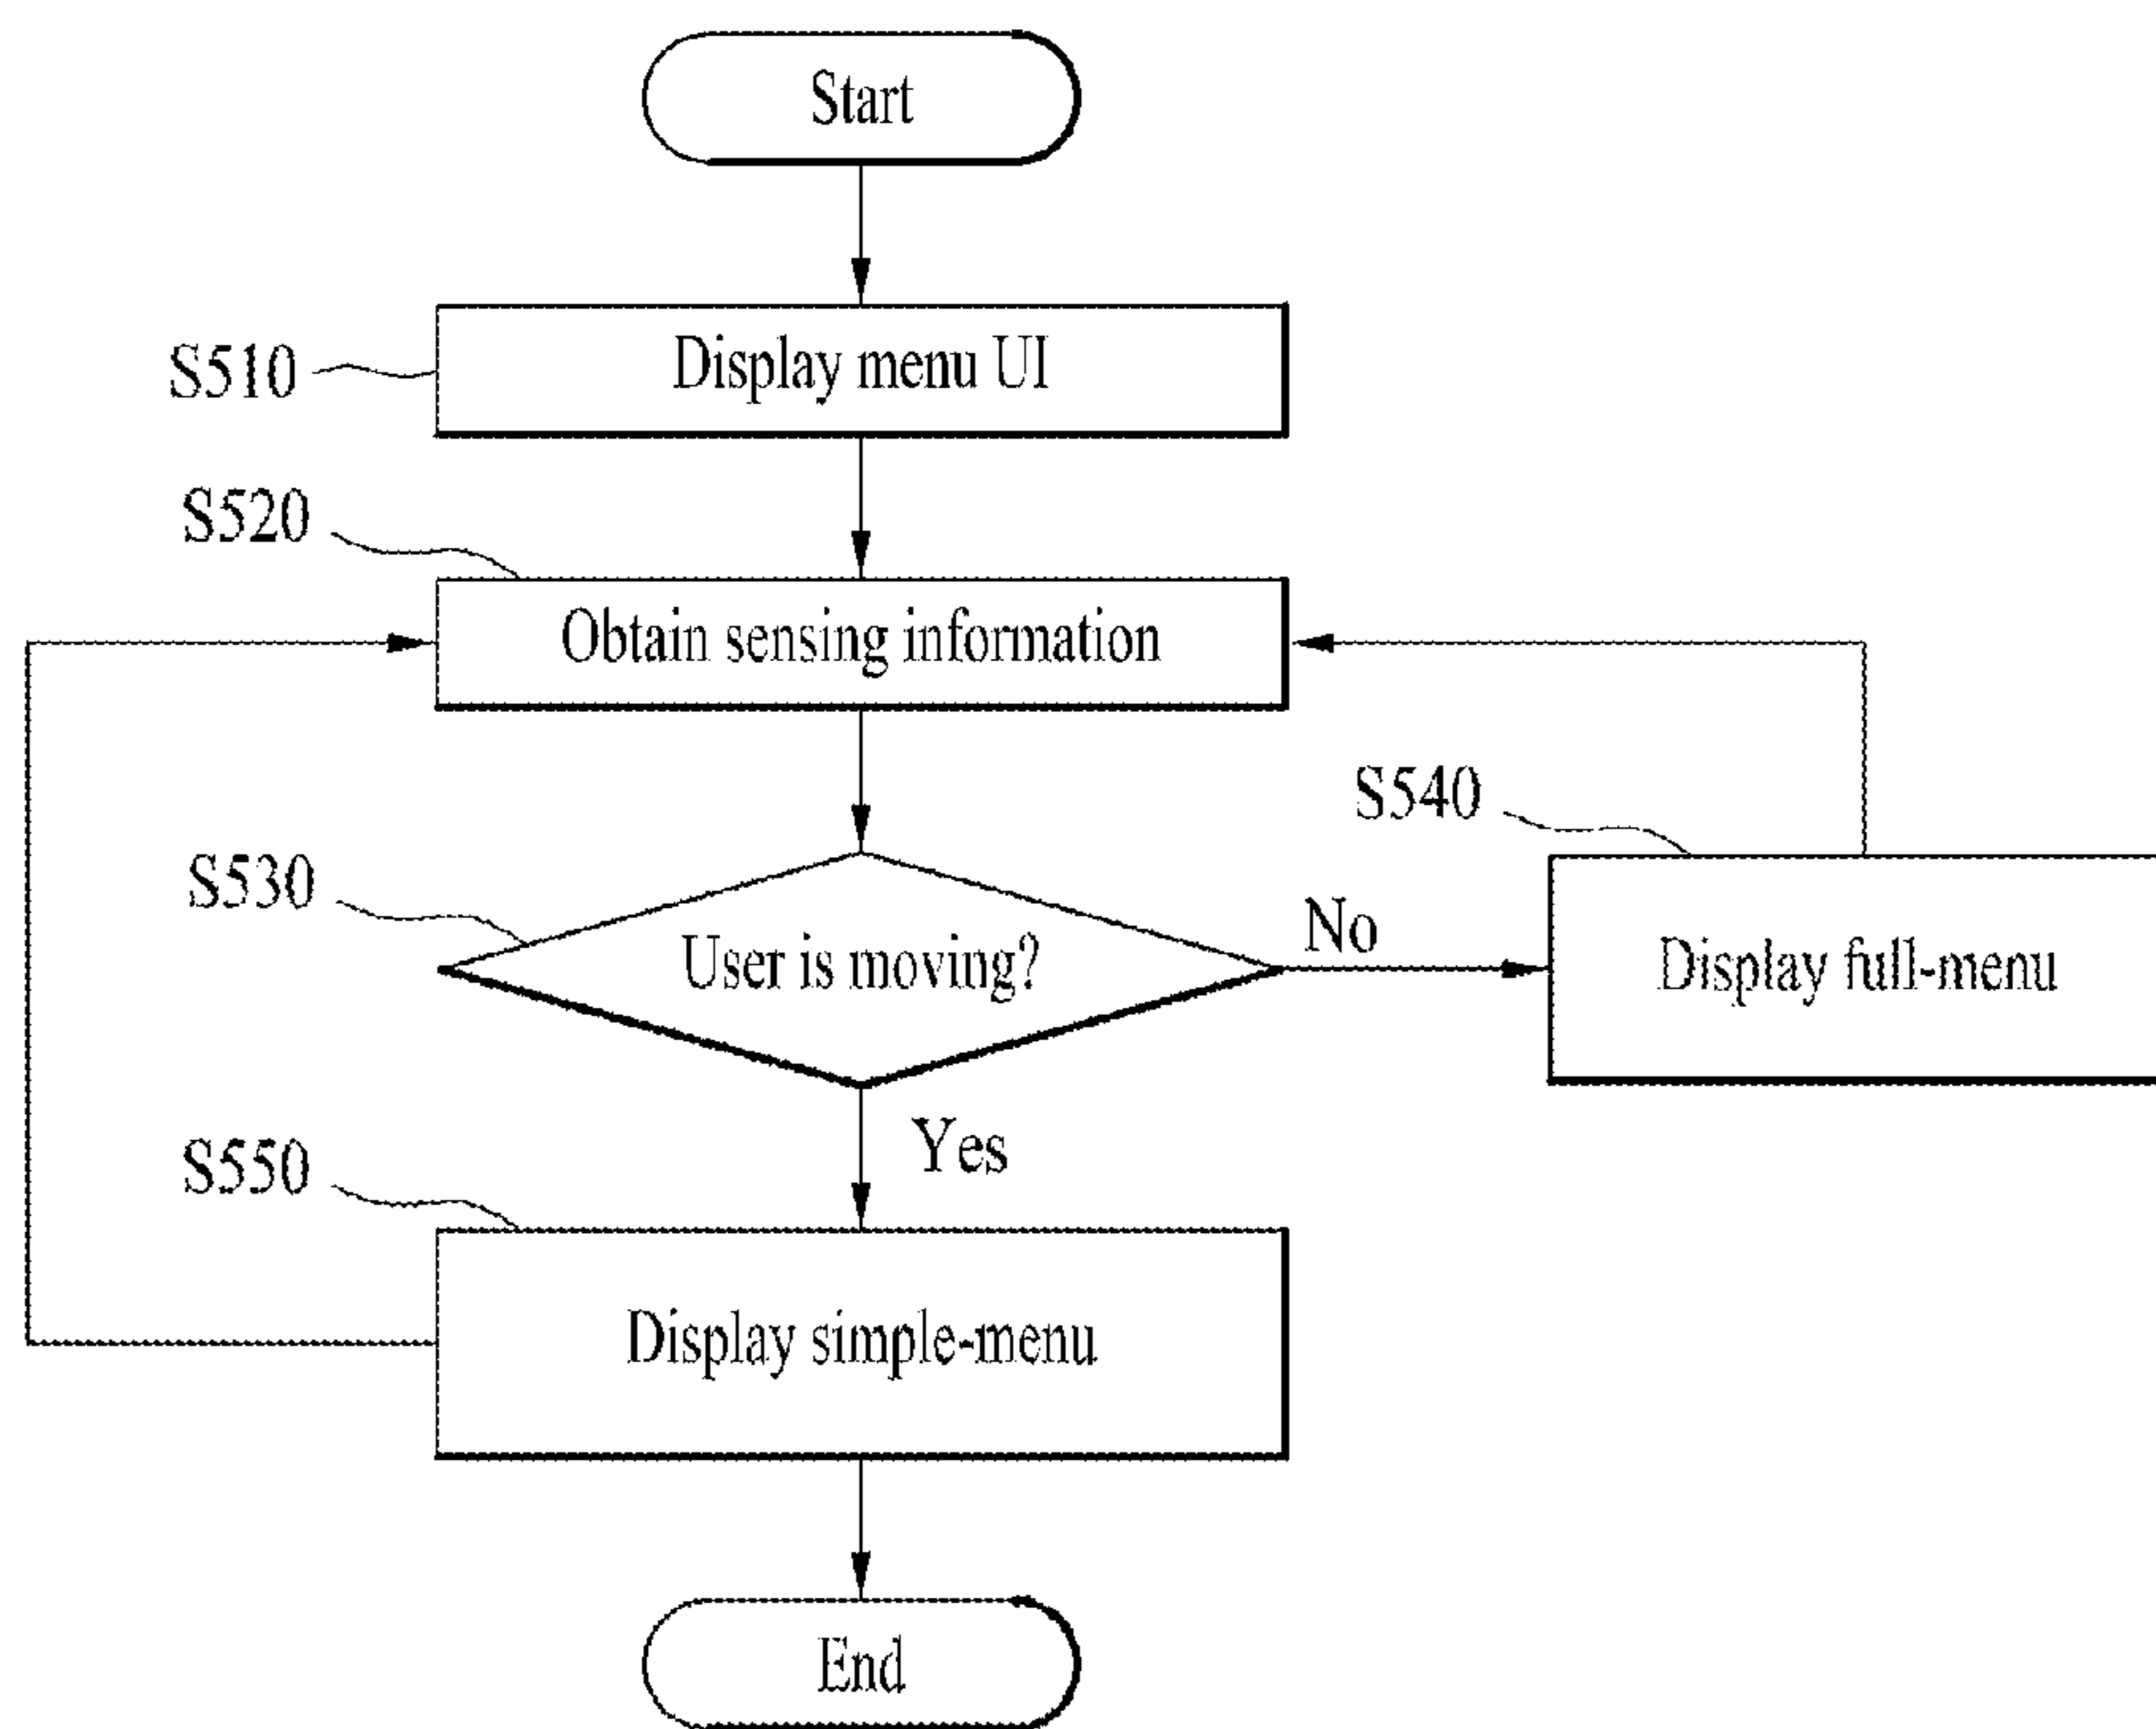 Start
S510
Display menu UI
S520
Obtain sensing information
S540
S530
User is moving?
No
Display full-menu
Yes
S550
Display simple-menu
End